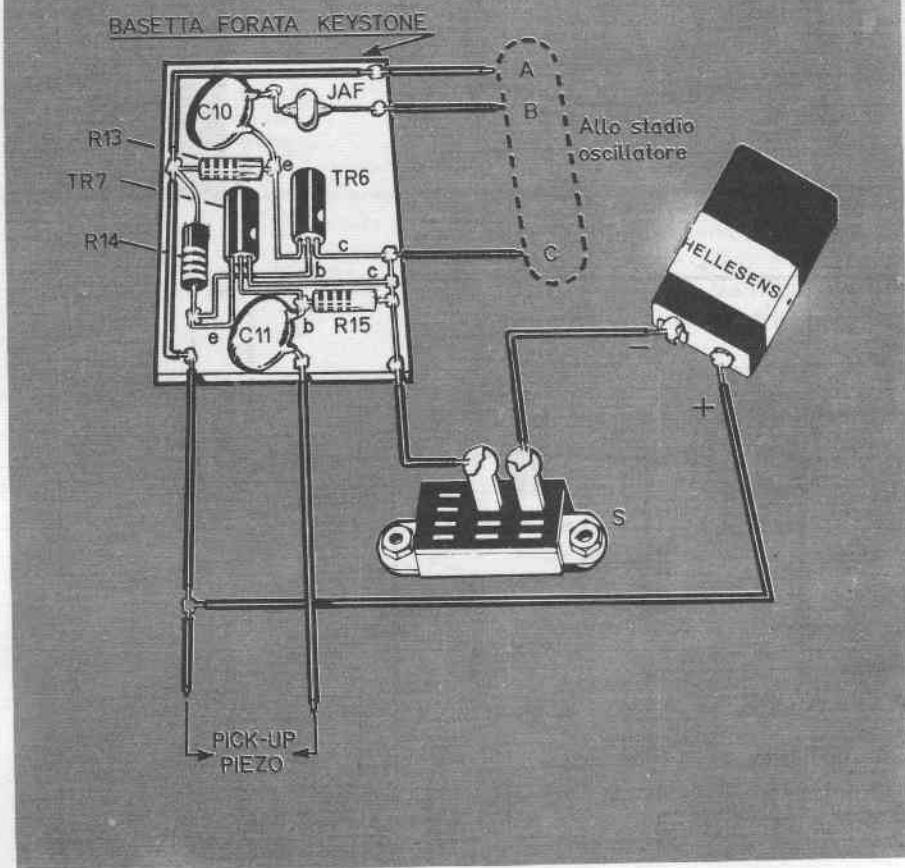 BASETTA FORATA KEYSTONE
A
JAF
C10
B
Allo stadio
oscillatore
R13
e
TR6
TR7
R14
c
C
HELLESENS
b
c
e
C11
b
R15
-
+
S
PICK-UP
PIEZO